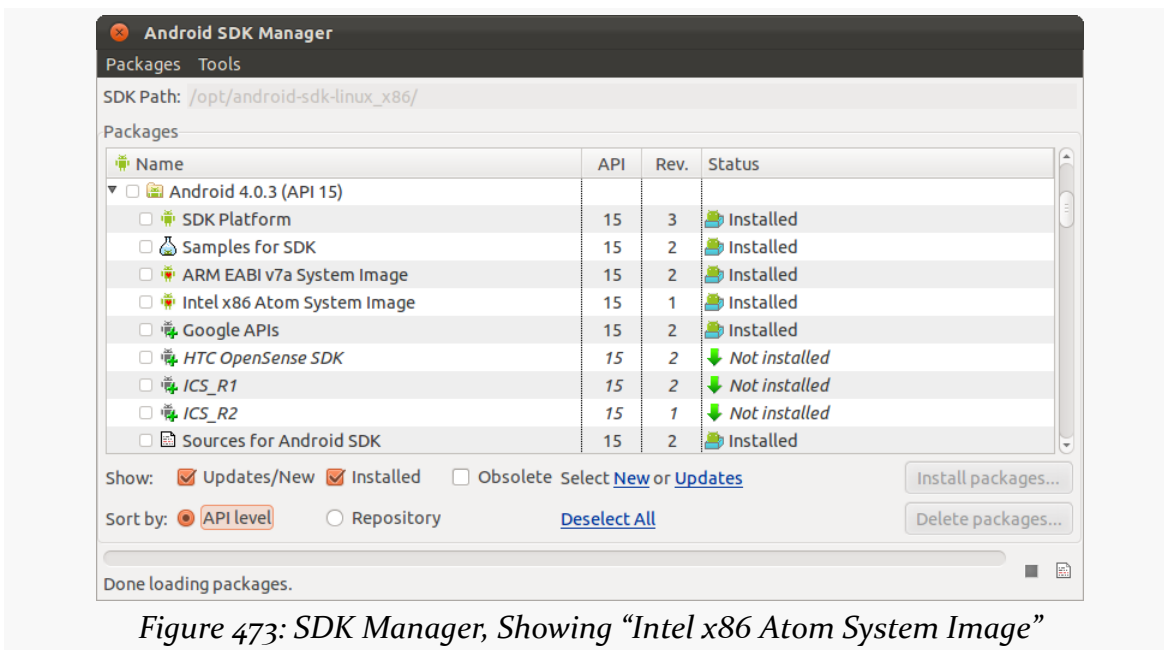 Android SDK Manager
Packages Tools
SDK Path: /opt/android-sdk-linux_x86/
Packages
Name API Rev. Status
Android 4.0.3 (API 15)
SDK Platform 15 3 Installed
Samples for SDK 15 2 Installed
ARM EABI v7a System Image 15 2 Installed
Intel x86 Atom System Image 15 1 Installed
Google APIs 15 2 Installed
HTC OpenSense SDK 15 2 Not installed
ICS_R1 15 2 Not installed
ICS_R2 15 1 Not installed
Sources for Android SDK 15 2 Installed
Show: Updates/New Installed Obsolete Select New or Updates Install packages...
Sort by: API level Repository Deselect All Delete packages...
Done loading packages.
Figure 473: SDK Manager, Showing “Intel x86 Atom System Image”